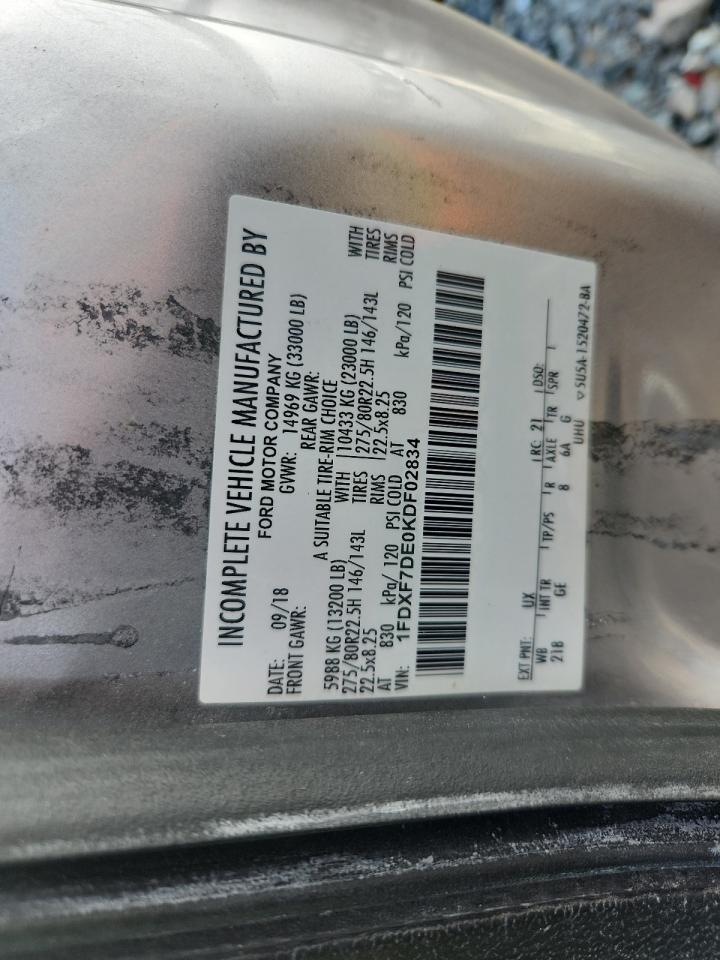 INCOMPLETE VEHICLE MANUFACTURED BY
FORD MOTOR COMPANY
DATE: 09/18 GVWR: 14969 KG (33000 LB)
FRONT GAWR: REAR GAWR:
A SUITABLE TIRE-RIM CHOICE
5988 KG (13200 LB) WITH 10433 KG (23000 LB) WITH
275/80R22.5H 146/143L TIRES 275/80R22.5H 146/143L TIRES
22.5x8.25 RIMS 22.5x8.25 RIMS
AT 830 kPa/ 120 PSI COLD AT 830 kPa/120 PSI COLD
VIN: 1FDXF7DE0KDF02834
EXT PNT: UX RC: 21 DSO:
WB INT TR TP/PS R AXLE TR SPR
218 GE 8 6A G
UHU
▽ SU5A-1520472-BA